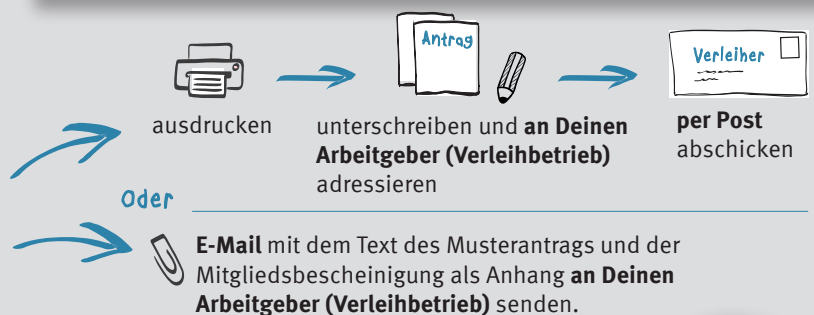 Antrag
Verleiher
ausdrucken
unterschreiben und an Deinen
Arbeitgeber (Verleihbetrieb)
adressieren
per Post
abschicken
Oder
E-Mail mit dem Text des Musterantrags und der
Mitgliedsbescheinigung als Anhang an Deinen
Arbeitgeber (Verleihbetrieb) senden.